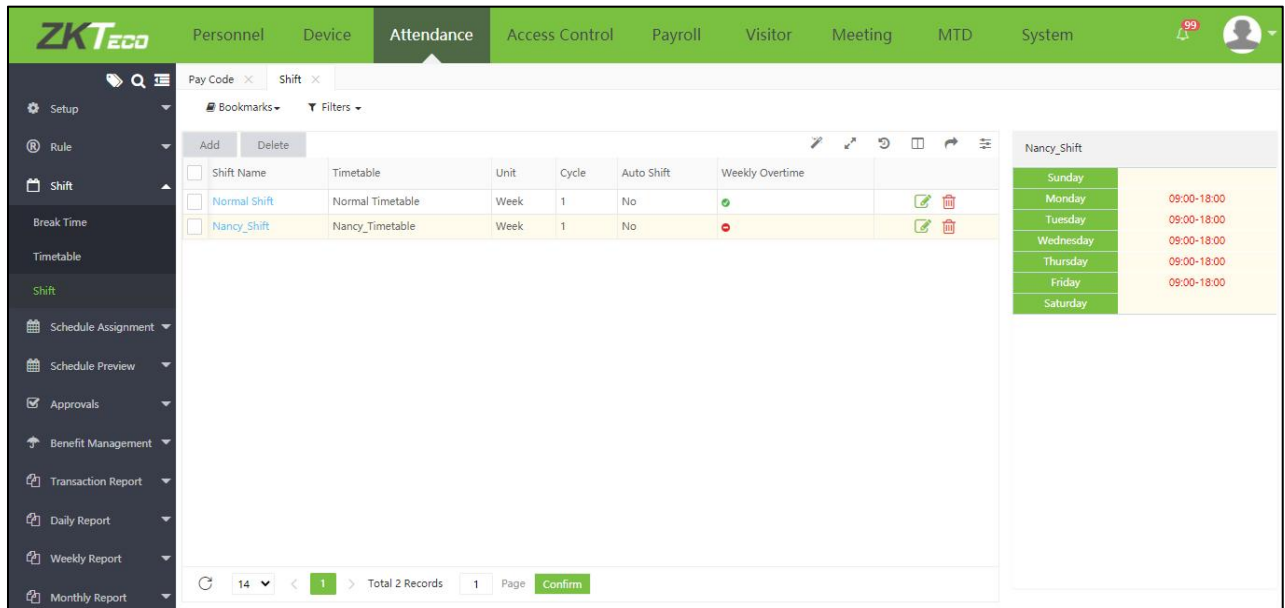 ZKTeco
Personnel Device Attendance Access Control Payroll Visitor Meeting MTD System 99
Pay Code Shift
Setup
Bookmarks Filters
Rule
Add Delete
Nancy_Shift
Shift Name Timetable Unit Cycle Auto Shift Weekly Overtime
Sunday
Shift
Normal Shift Normal Timetable Week 1 No
Monday 09:00-18:00
Break Time
Nancy_Shift Nancy_Timetable Week 1 No
Tuesday 09:00-18:00
Wednesday 09:00-18:00
Timetable
Thursday 09:00-18:00
Shift
Friday 09:00-18:00
Saturday
Schedule Assignment
Schedule Preview
Approvals
Benefit Management
Transaction Report
Daily Report
Weekly Report
14 1 Total 2 Records 1 Page Confirm
Monthly Report